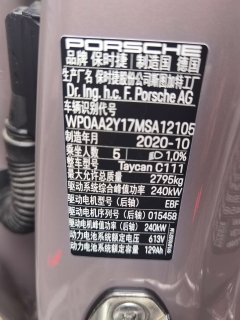 PORSCHE
品牌 保时捷 制造国 德国
厂名 保时捷股份公司斯图加特工厂
Dr. Ing. h.c. F. Porsche AG
车辆识别代号
WP0AA2Y17MSA12105
制造年月 2020-10
乘坐人数 5 1,0%
整车型号 Taycan C111
最大允许总质量 2795kg
驱动系统综合峰值功率 240kW
驱动电机型号（后轴） EBF
驱动电机序列号（后轴） 015458
驱动电机峰值功率（后轴） 240kW
动力电池系统额定电压 613V
动力电池系统额定容量 129Ah